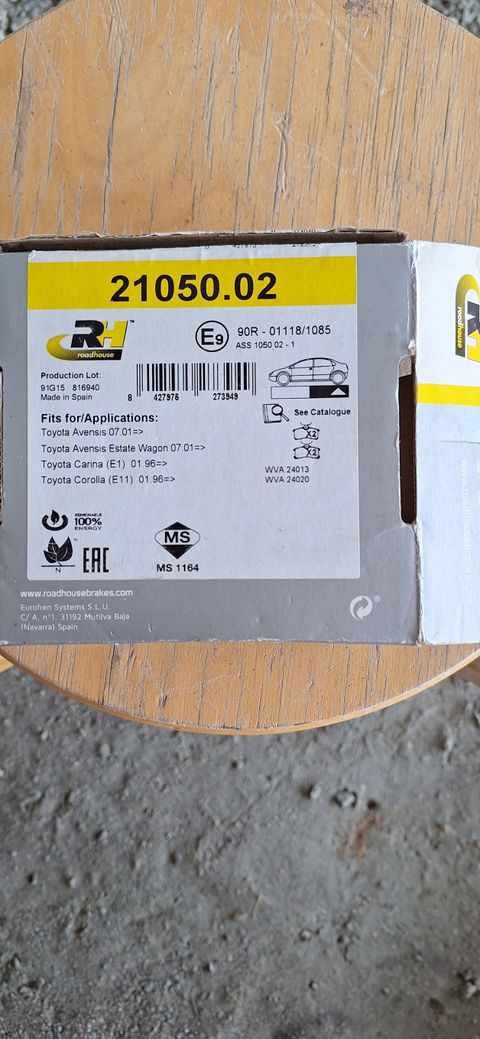 21050.02
RH™
roadhouse
E9
90R - 01118/1085
ASS 1050 02 - 1
Production Lot:
91G15 816940
Made in Spain
8 427976 273949
See Catalogue
Fits for/Applications:
Toyota Avensis 07.01=>
Toyota Avensis Estate Wagon 07.01=>
Toyota Carina (E1) 01.96=>
Toyota Corolla (E11) 01.96=>
X2
X2
WVA 24013
WVA 24020
RENEWABLE
100%
ENERGY
N
EAC
MS
MS 1164
www.roadhousebrakes.com
Eurofren Systems S.L.U.
C/ A, nº1. 31192 Mutilva Baja
(Navarra) Spain
RH